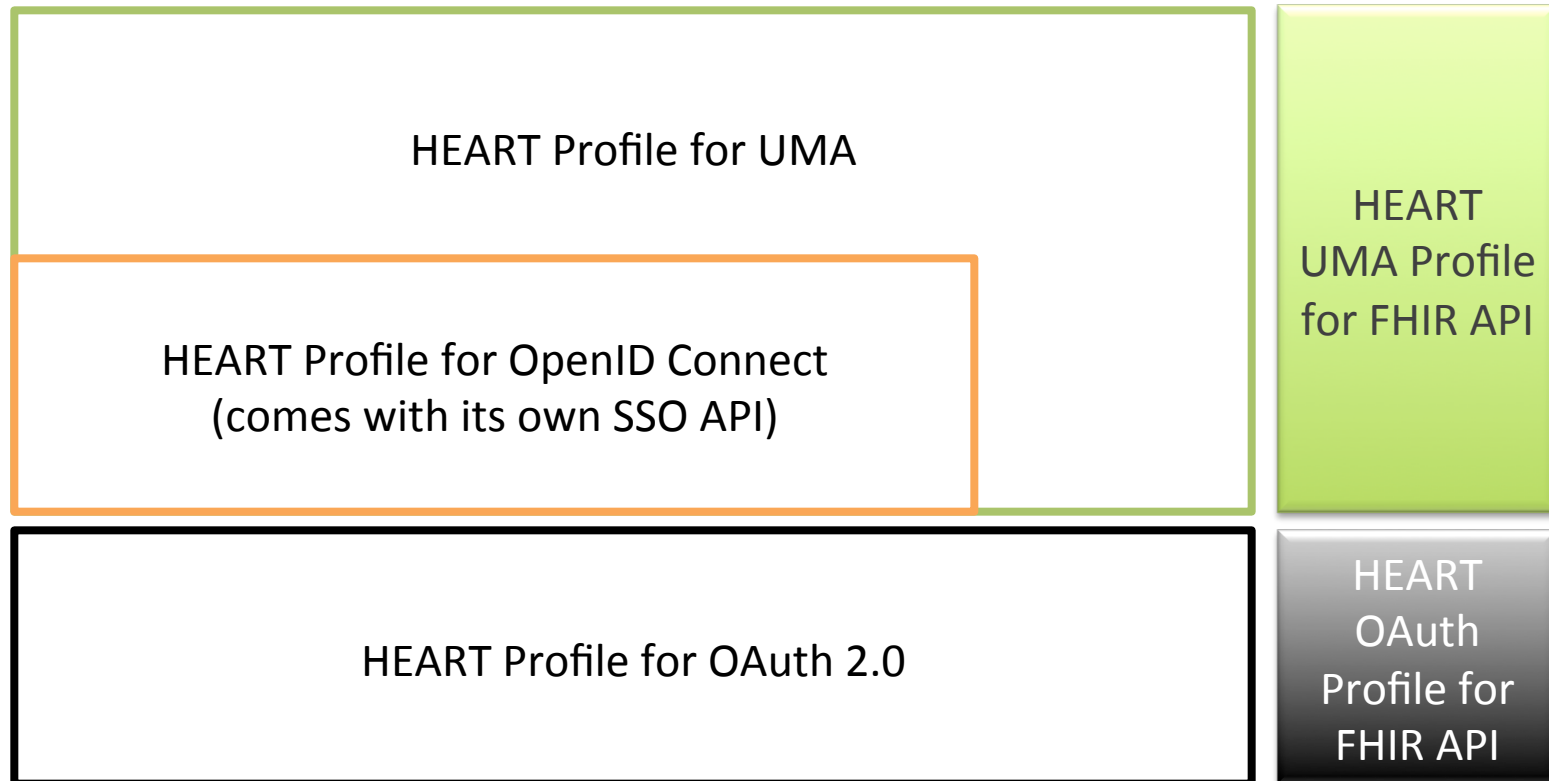 HEART Profile for UMA
HEART
UMA Profile
for FHIR API
HEART Profile for OpenID Connect
(comes with its own SSO API)
HEART Profile for OAuth 2.0
HEART
OAuth
Profile for
FHIR API